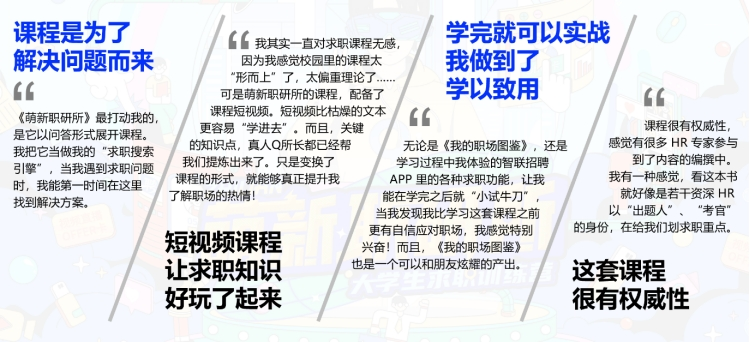 课程是为了
解决问题而来
《萌新职研所》最打动我的，
是它以问答形式展开课程。
我把它当做我的“求职搜索
引擎”，当我遇到求职问题
时，我能第一时间在这里
找到解决方案。
我其实一直对求职课程无感，
因为我感觉校园里的课程太
“形而上”了，太偏重理论了……
可是萌新职研所的课程，配备了
课程短视频。短视频比枯燥的文本
更容易“学进去”。而且，关键
的知识点，真人Q所长都已经帮
我们提炼出来了。只是变换了
课程的形式，就能够真正提升我
了解职场的热情！
短视频课程
让求职知识
好玩了起来
学完就可以实战
我做到了
学以致用
无论是《我的职场图鉴》，还是
学习过程中我体验的智联招聘
APP 里的各种求职功能，让我
能在学完之后就“小试牛刀”，
当我发现我比学习这套课程之前
更有自信应对职场，我感觉特别
兴奋！而且，《我的职场图鉴》
也是一个可以和朋友炫耀的产出。
课程很有权威性，
感觉有很多 HR 专家参与
到了内容的编撰中。
我有一种感觉，看这本书
就好像是若干资深 HR
以“出题人”、“考官”
的身份，在给我们划求职重点。
这套课程
很有权威性